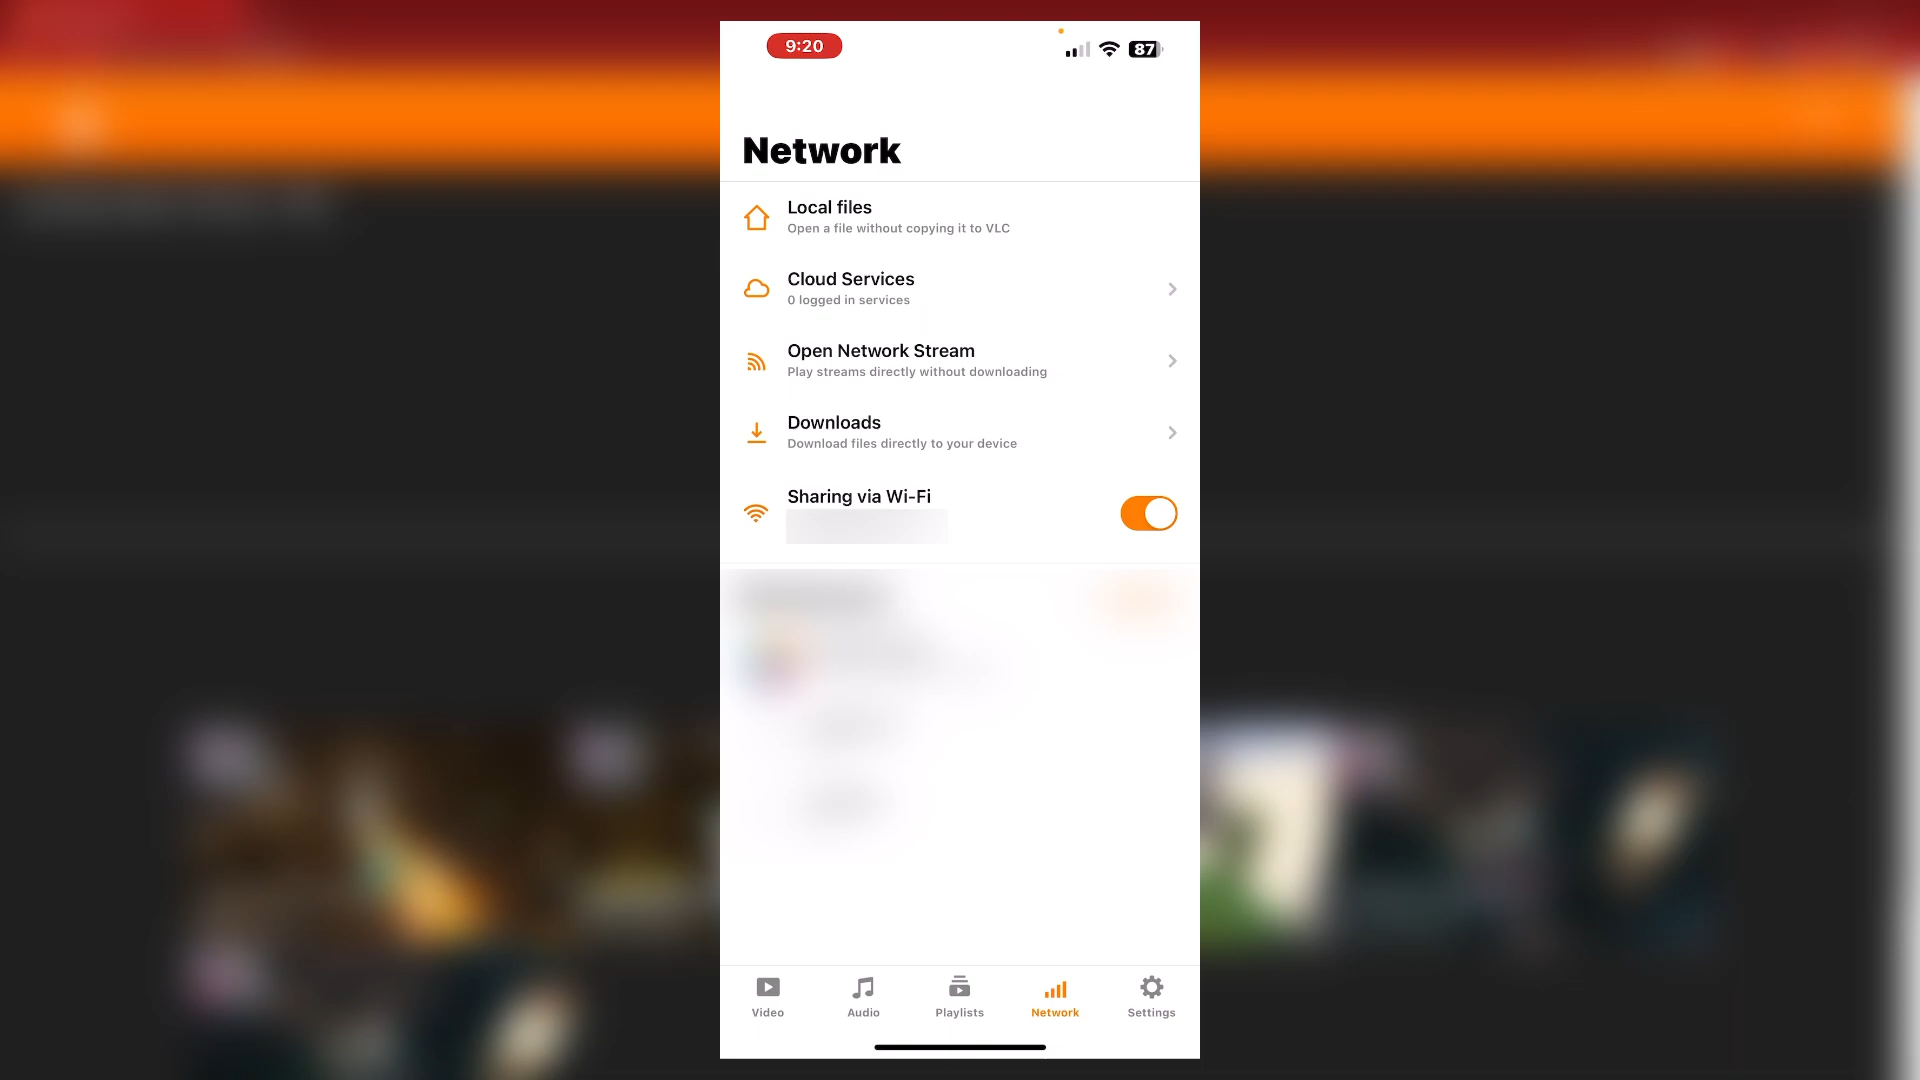 9:20
87
Network
Local files
Open a file without copying it to VLC
Cloud Services
0 logged in services
Open Network Stream
Play streams directly without downloading
Downloads
Download files directly to your device
Sharing via Wi-Fi
Video
Audio
Playlists
Network
Settings